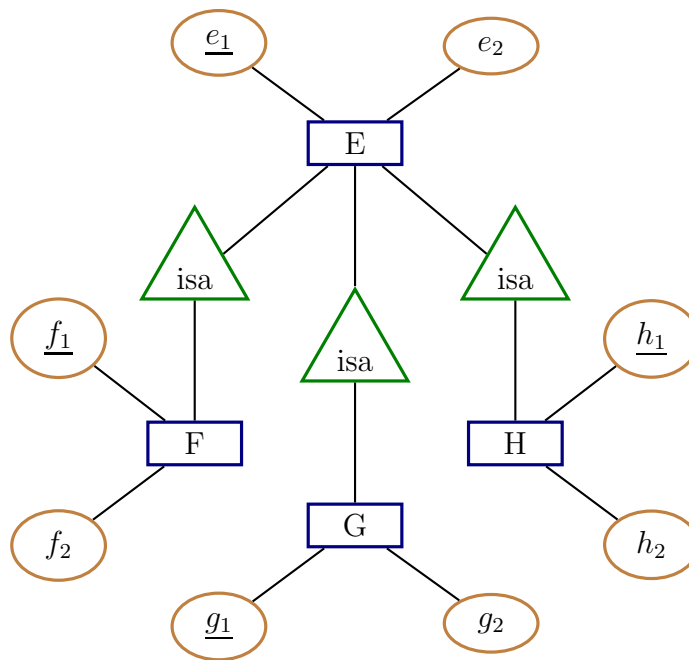 e₁ e₂
E
isa isa
isa
f₁ h₁
F H
G
f₂ h₂
g₁ g₂